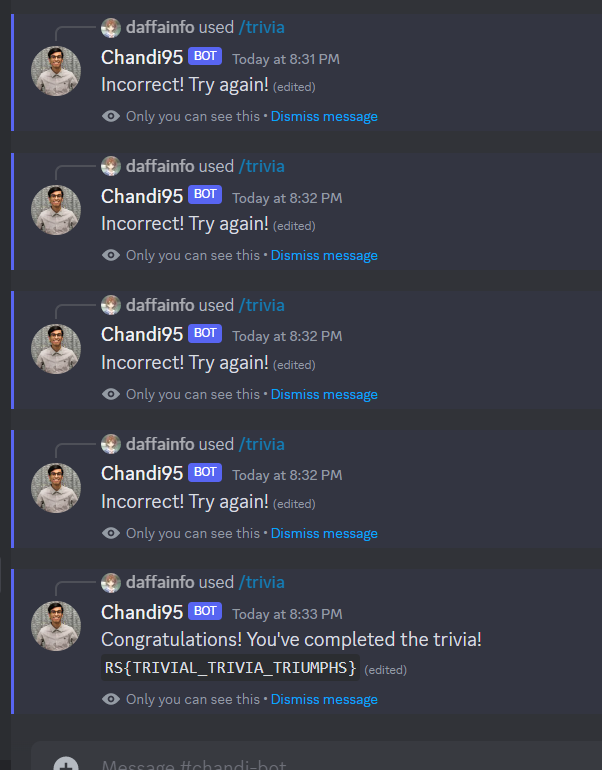 daffainfo used /trivia
Chandi95 BOT Today at 8:31 PM
Incorrect! Try again! (edited)
Only you can see this • Dismiss message
daffainfo used /trivia
Chandi95 BOT Today at 8:32 PM
Incorrect! Try again! (edited)
Only you can see this • Dismiss message
daffainfo used /trivia
Chandi95 BOT Today at 8:32 PM
Incorrect! Try again! (edited)
Only you can see this • Dismiss message
daffainfo used /trivia
Chandi95 BOT Today at 8:32 PM
Incorrect! Try again! (edited)
Only you can see this • Dismiss message
daffainfo used /trivia
Chandi95 BOT Today at 8:33 PM
Congratulations! You've completed the trivia!
RS{TRIVIAL_TRIVIA_TRIUMPHS} (edited)
Only you can see this • Dismiss message
Message #chandi-bot